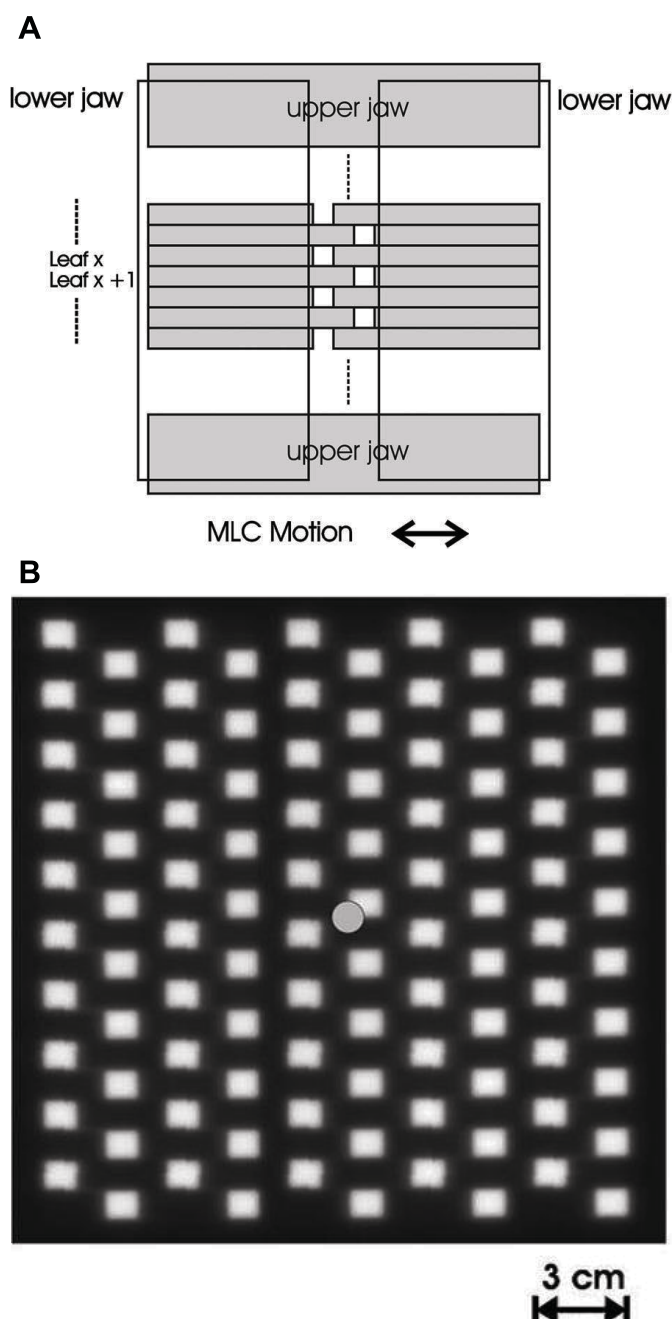 A
lower jaw
upper jaw
lower jaw
Leaf x
Leaf x +1
upper jaw
MLC Motion
B
3 cm